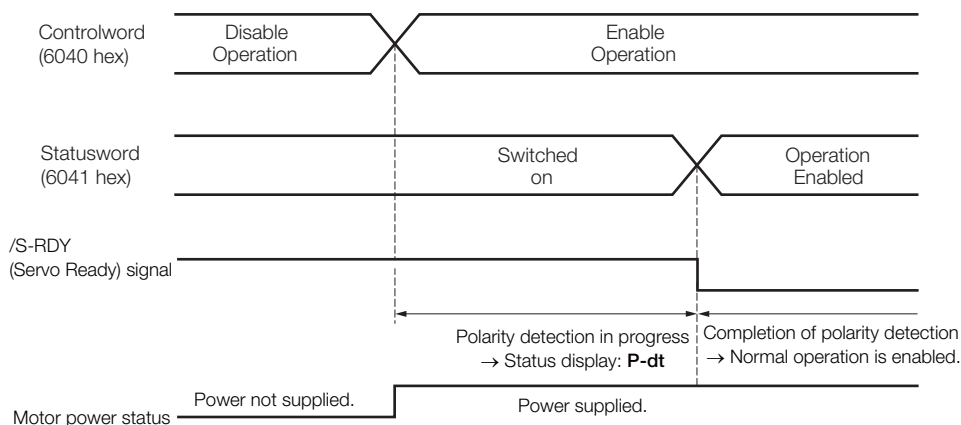 Controlword
(6040 hex)
Disable
Operation
Enable
Operation
Statusword
(6041 hex)
Switched
on
Operation
Enabled
/S-RDY
(Servo Ready) signal
Polarity detection in progress
→ Status display: P-dt
Completion of polarity detection
→ Normal operation is enabled.
Motor power status
Power not supplied.
Power supplied.